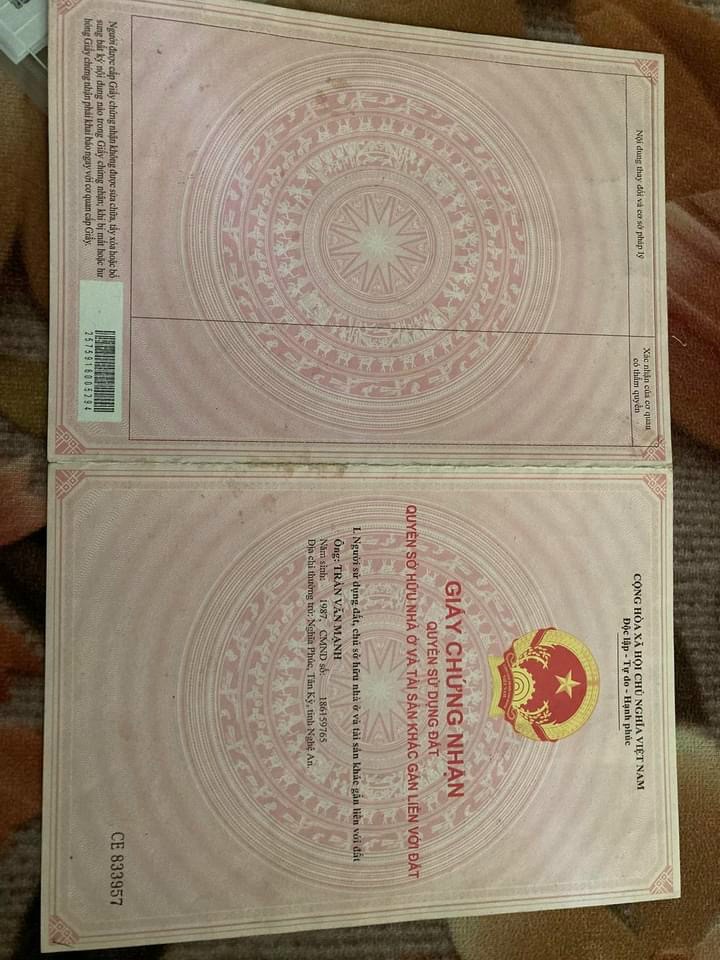 Nội dung thay đổi và cơ sở pháp lý
Xác nhận của cơ quan
có thẩm quyền
Người được cấp Giấy chứng nhận không được sửa chữa, tẩy xóa hoặc bổ
sung bất kỳ nội dung nào trong Giấy chứng nhận; khi bị mất hoặc hư
hỏng Giấy chứng nhận phải khai báo ngay với cơ quan cấp Giấy.
2575916005294
CỘNG HÒA XÃ HỘI CHỦ NGHĨA VIỆT NAM
Độc lập - Tự do - Hạnh phúc
GIẤY CHỨNG NHẬN
QUYỀN SỬ DỤNG ĐẤT
QUYỀN SỞ HỮU NHÀ Ở VÀ TÀI SẢN KHÁC GẮN LIỀN VỚI ĐẤT
I. Người sử dụng đất, chủ sở hữu nhà ở và tài sản khác gắn liền với đất
Ông: TRẦN VĂN MẠNH
Năm sinh: 1987, CMND số: 186159765
Địa chỉ thường trú: Nghĩa Phúc, Tân Kỳ, tỉnh Nghệ An.
CE 833957